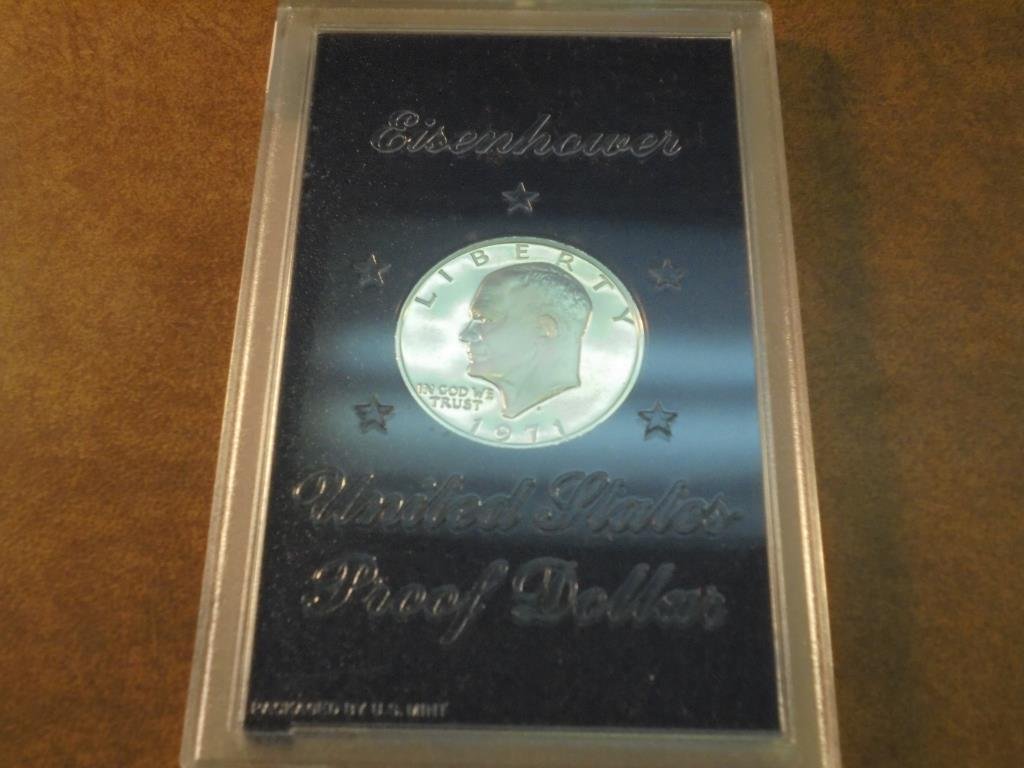 Eisenhower
LIBERTY
IN GOD WE
TRUST
1971
United States
Proof Dollar
PACKAGED BY U.S. MINT